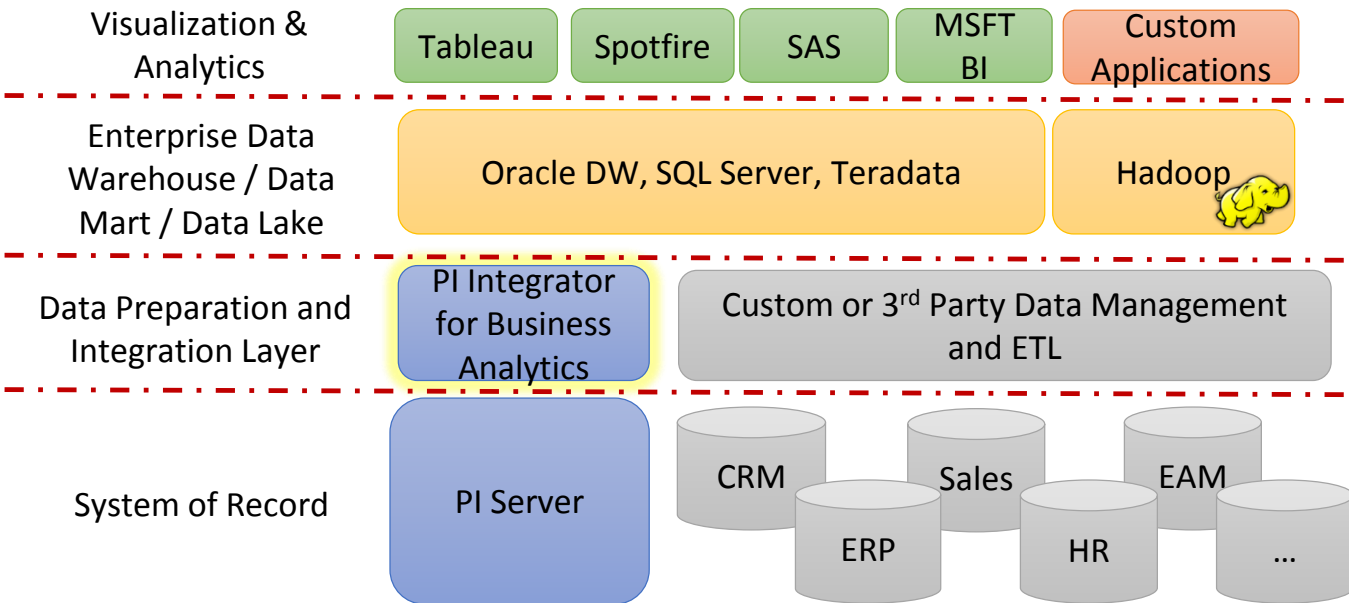 Visualization &
Analytics
Tableau
Spotfire
SAS
MSFT
BI
Custom
Applications
Enterprise Data
Warehouse / Data
Mart / Data Lake
Oracle DW, SQL Server, Teradata
Hadoop
Data Preparation and
Integration Layer
PI Integrator
for Business
Analytics
Custom or 3rd Party Data Management
and ETL
System of Record
PI Server
CRM
Sales
EAM
ERP
HR
...